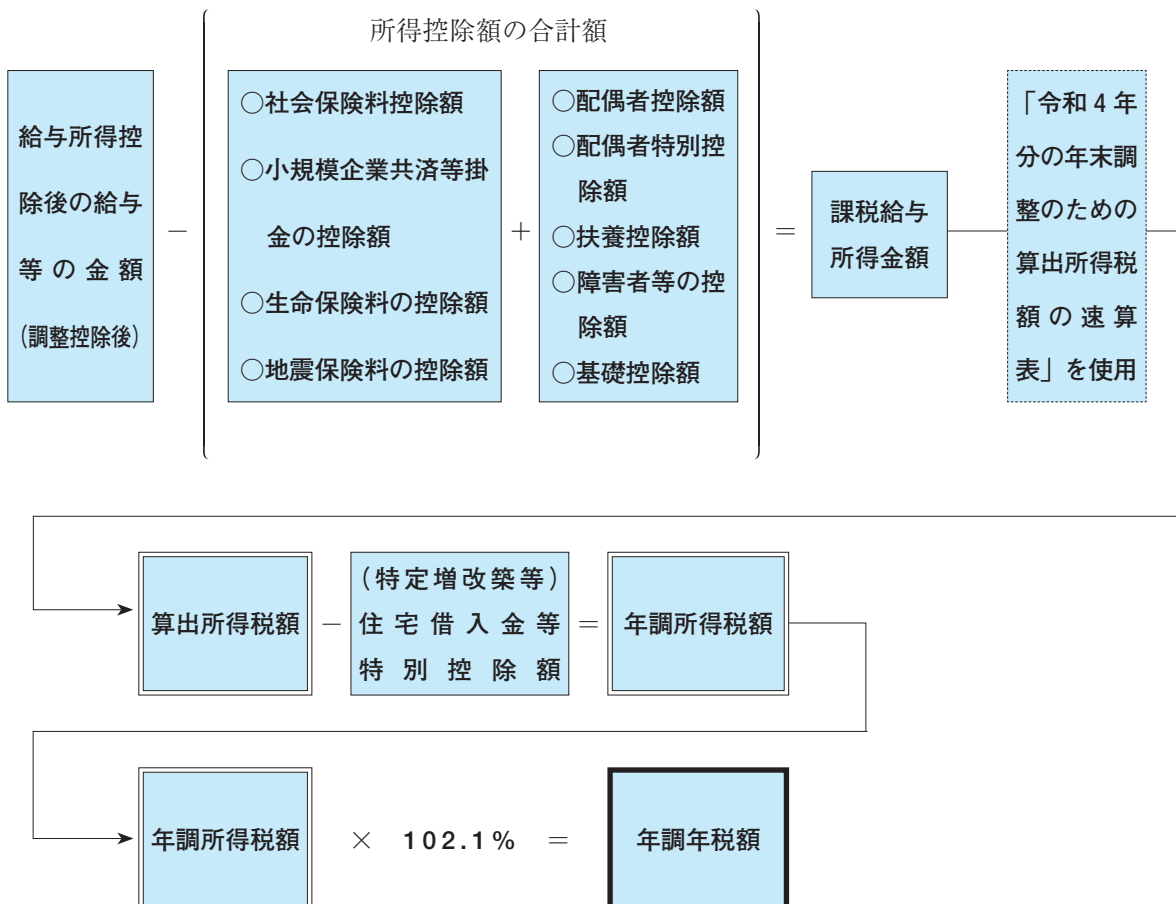 所得控除額の合計額
給与所得控
除後の給与
等の金額
(調整控除後)
−
○社会保険料控除額
○小規模企業共済等掛
金の控除額
○生命保険料の控除額
○地震保険料の控除額
+
○配偶者控除額
○配偶者特別控
除額
○扶養控除額
○障害者等の控
除額
○基礎控除額
=
課税給与
所得金額
「令和4年
分の年末調
整のための
算出所得税
額の速算
表」を使用
算出所得税額
−
(特定増改築等)
住宅借入金等
特別控除額
=
年調所得税額
年調所得税額
× 102.1% =
年調年税額